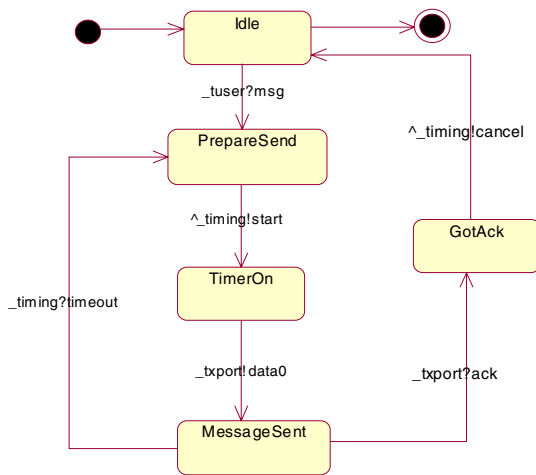 Idle
_tuser?msg
^_timing!cancel
PrepareSend
^_timing!start
GotAck
TimerOn
_timing?timeout
_txport!data0
_txport?ack
MessageSent